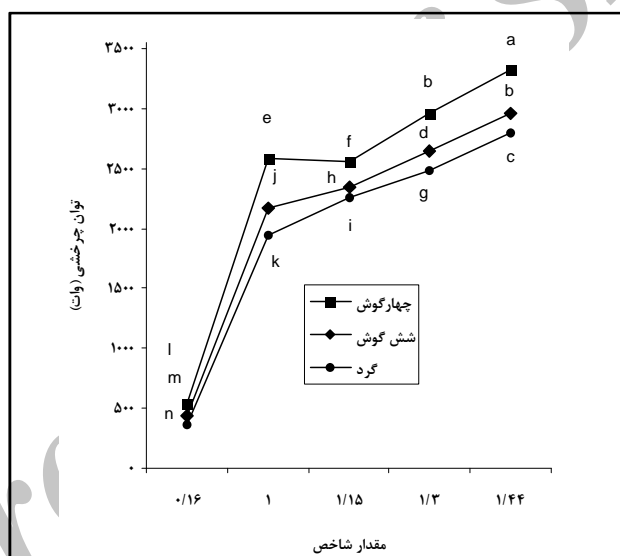 ۳۵۰۰
۳۰۰۰
۲۵۰۰
۲۰۰۰
۱۵۰۰
۱۰۰۰
۵۰۰
۰
توان چرخشی (وات)
a
b
b
e
d
f
c
j
h
g
i
k
l
m
n
چهارگوش
شش گوش
گرد
۰/۱۶ ۱ ۱/۱۵ ۱/۳ ۱/۴۴
مقدار شاخص